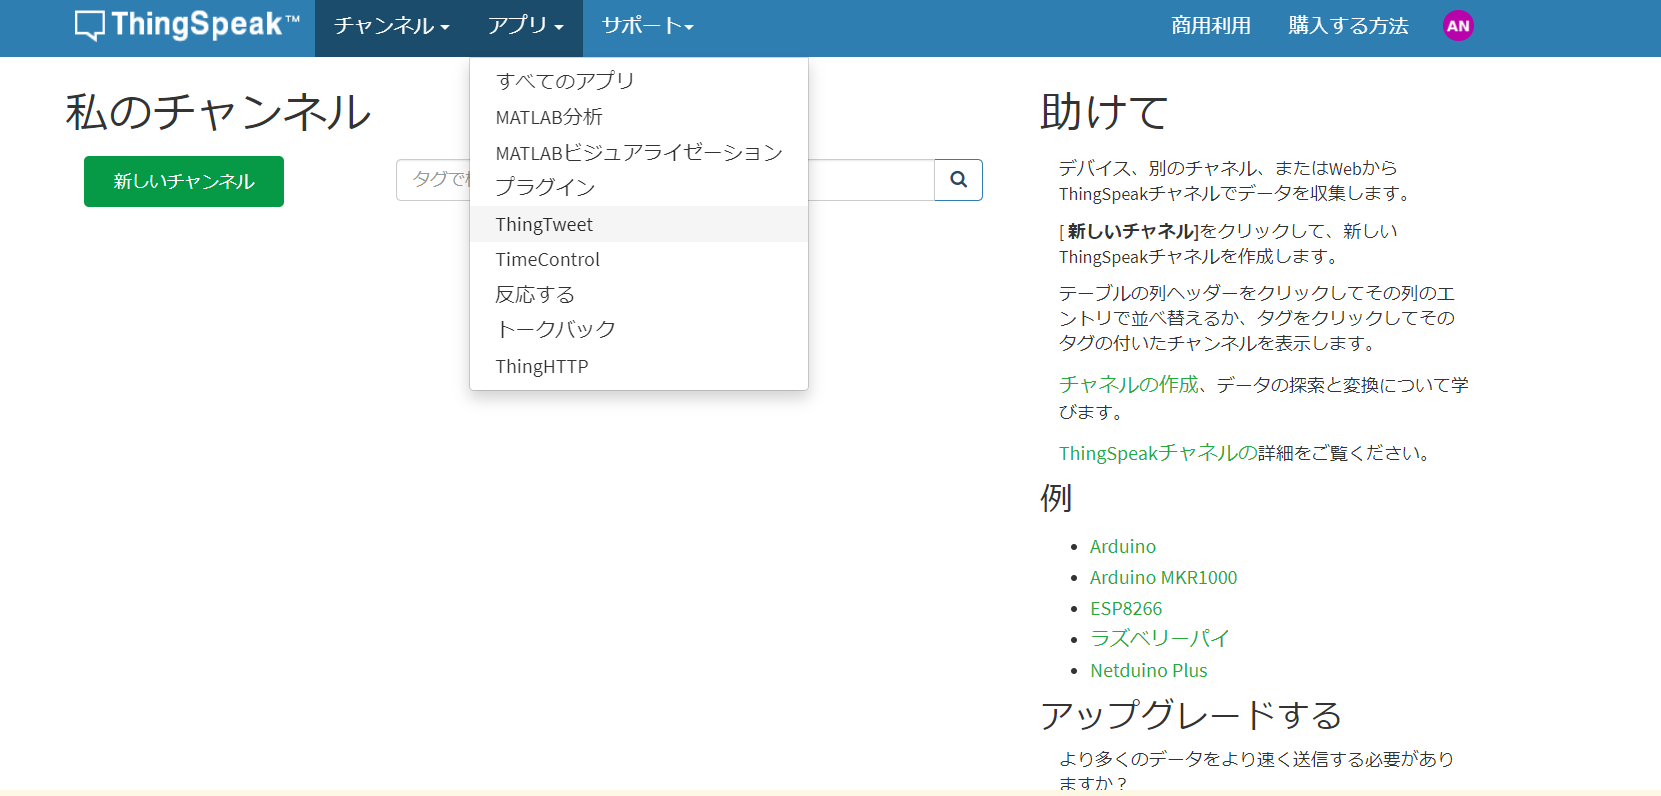 ThingSpeak™
チャンネル
アプリ
サポート
商用利用
購入する方法
AN
すべてのアプリ
MATLAB分析
MATLABビジュアライゼーション
プラグイン
ThingTweet
TimeControl
反応する
トークバック
ThingHTTP
私のチャンネル
新しいチャンネル
タグで
助けて
デバイス、別のチャネル、またはWebから
ThingSpeakチャネルでデータを収集します。
[ 新しいチャネル]をクリックして、新しい
ThingSpeakチャネルを作成します。
テーブルの列ヘッダーをクリックしてその列のエ
ントリで並べ替えるか、タグをクリックしてその
タグの付いたチャンネルを表示します。
チャネルの作成、データの探索と変換について学
びます。
ThingSpeakチャネルの詳細をご覧ください。
例
Arduino
Arduino MKR1000
ESP8266
ラズベリーパイ
Netduino Plus
アップグレードする
より多くのデータをより速く送信する必要があり
ますか？